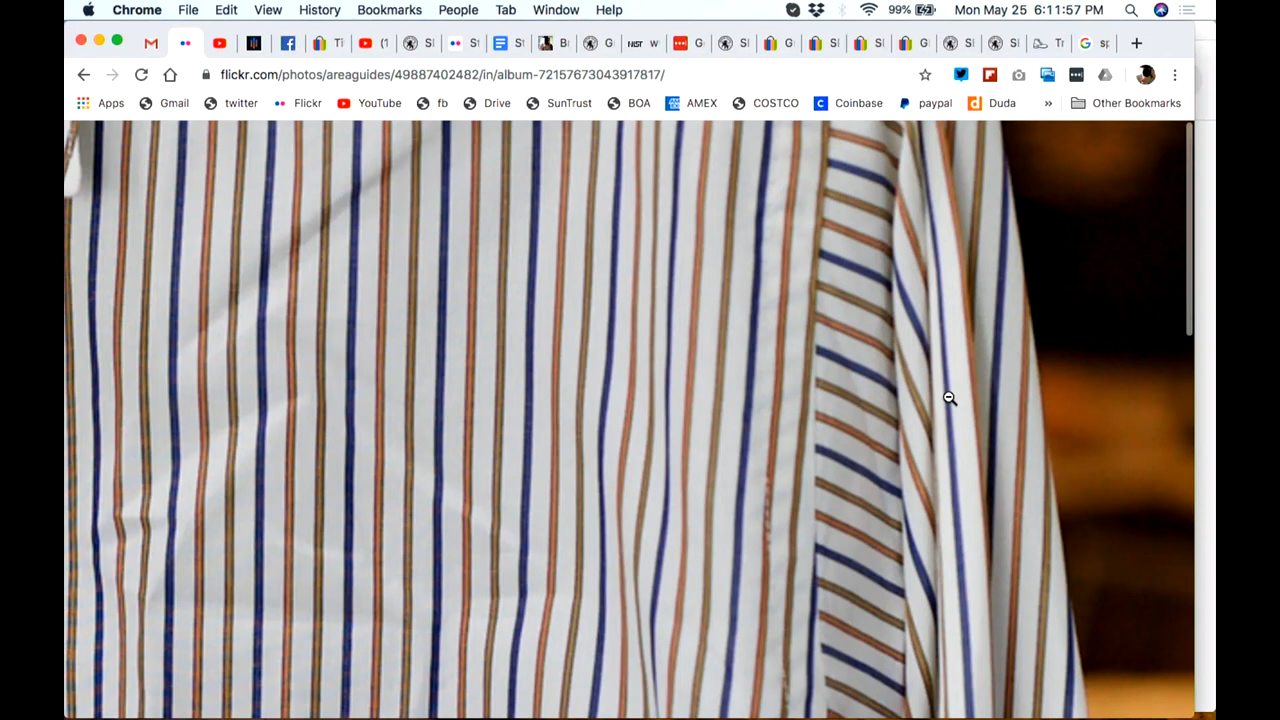 Chrome File Edit View History Bookmarks People Tab Window Help 99% Mon May 25 6:11:57 PM
(1 NIST
flickr.com/photos/areaguides/49887402482/in/album-72157673043917817/
Apps Gmail twitter Flickr YouTube fb Drive SunTrust BOA AMEX COSTCO Coinbase paypal Duda » Other Bookmarks